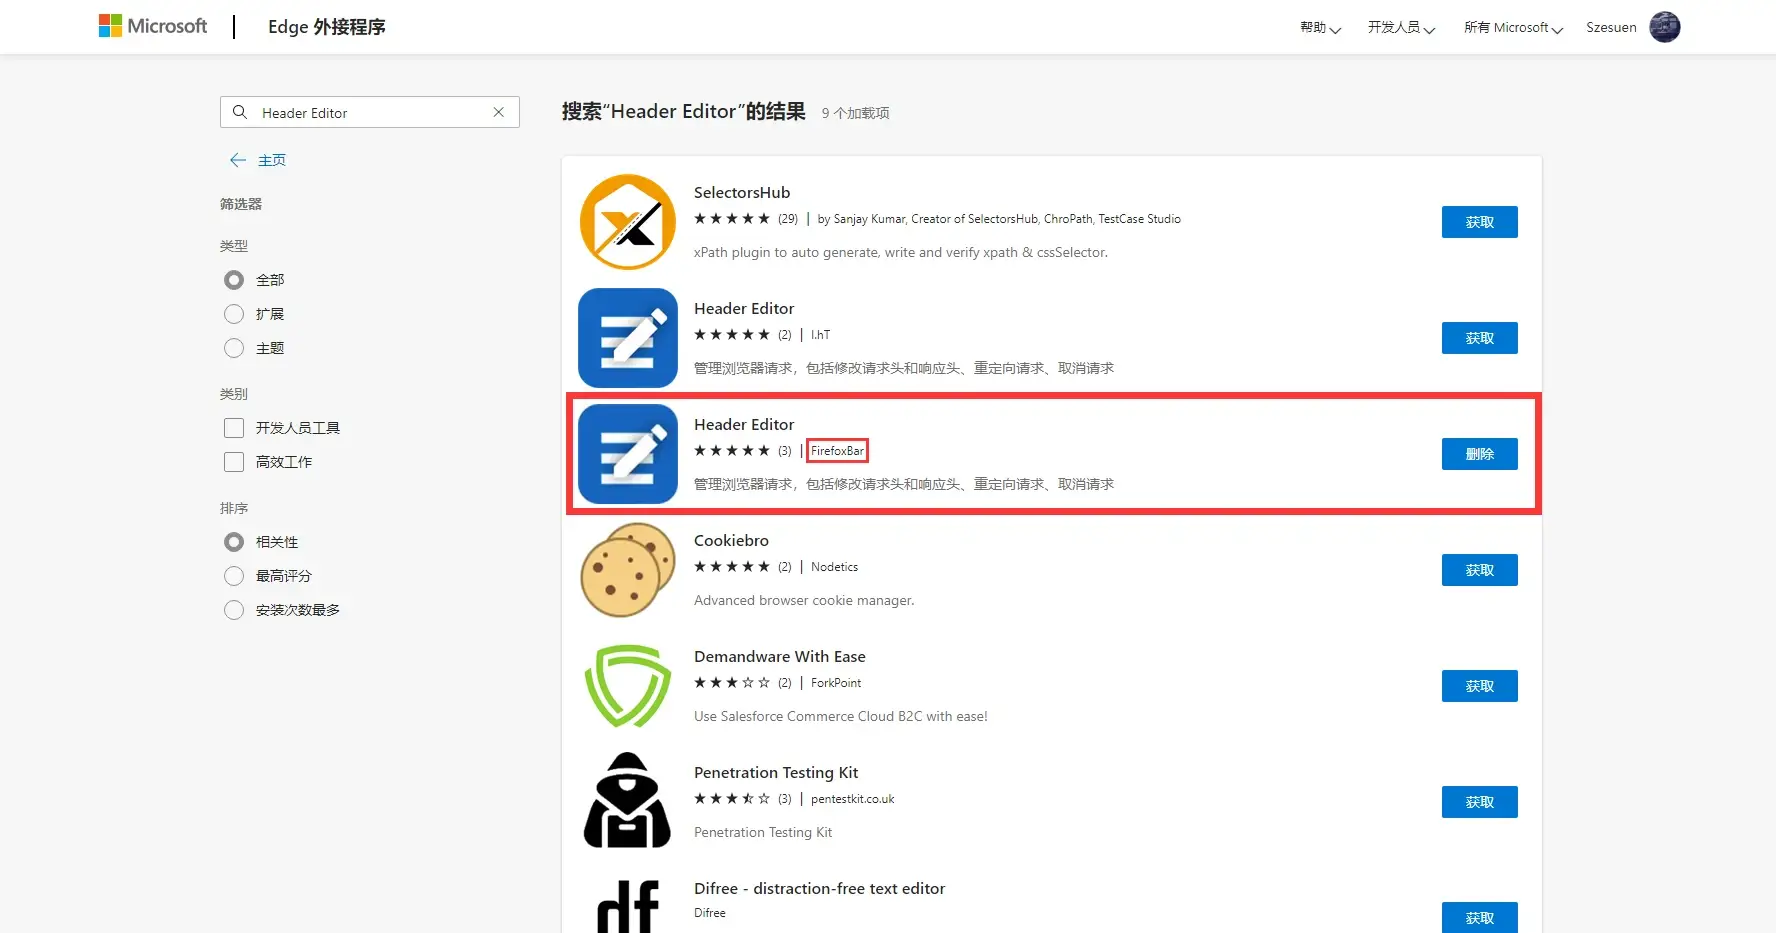 Microsoft
Edge 外接程序
帮助
开发人员
所有 Microsoft
Szesuen
Header Editor
主页
筛选器
类型
全部
扩展
主题
类别
开发人员工具
高效工作
排序
相关性
最高评分
安装次数最多
搜索“Header Editor”的结果 9 个加载项
SelectorsHub
(29) | by Sanjay Kumar, Creator of SelectorsHub, ChroPath, TestCase Studio
xPath plugin to auto generate, write and verify xpath & cssSelector.
获取
Header Editor
(2) | l.hT
管理浏览器请求，包括修改请求头和响应头、重定向请求、取消请求
获取
Header Editor
(3) | FirefoxBar
管理浏览器请求，包括修改请求头和响应头、重定向请求、取消请求
删除
Cookiebro
(2) | Nodetics
Advanced browser cookie manager.
获取
Demandware With Ease
(2) | ForkPoint
Use Salesforce Commerce Cloud B2C with ease!
获取
Penetration Testing Kit
(3) | pentestkit.co.uk
Penetration Testing Kit
获取
df
Difree - distraction-free text editor
Difree
获取